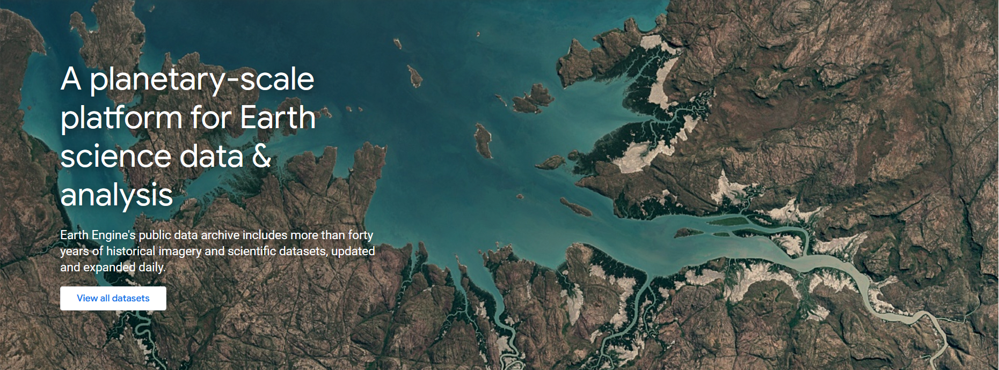 A planetary-scale
platform for Earth
science data &
analysis
Earth Engine's public data archive includes more than forty
years of historical imagery and scientific datasets, updated
and expanded daily.
View all datasets